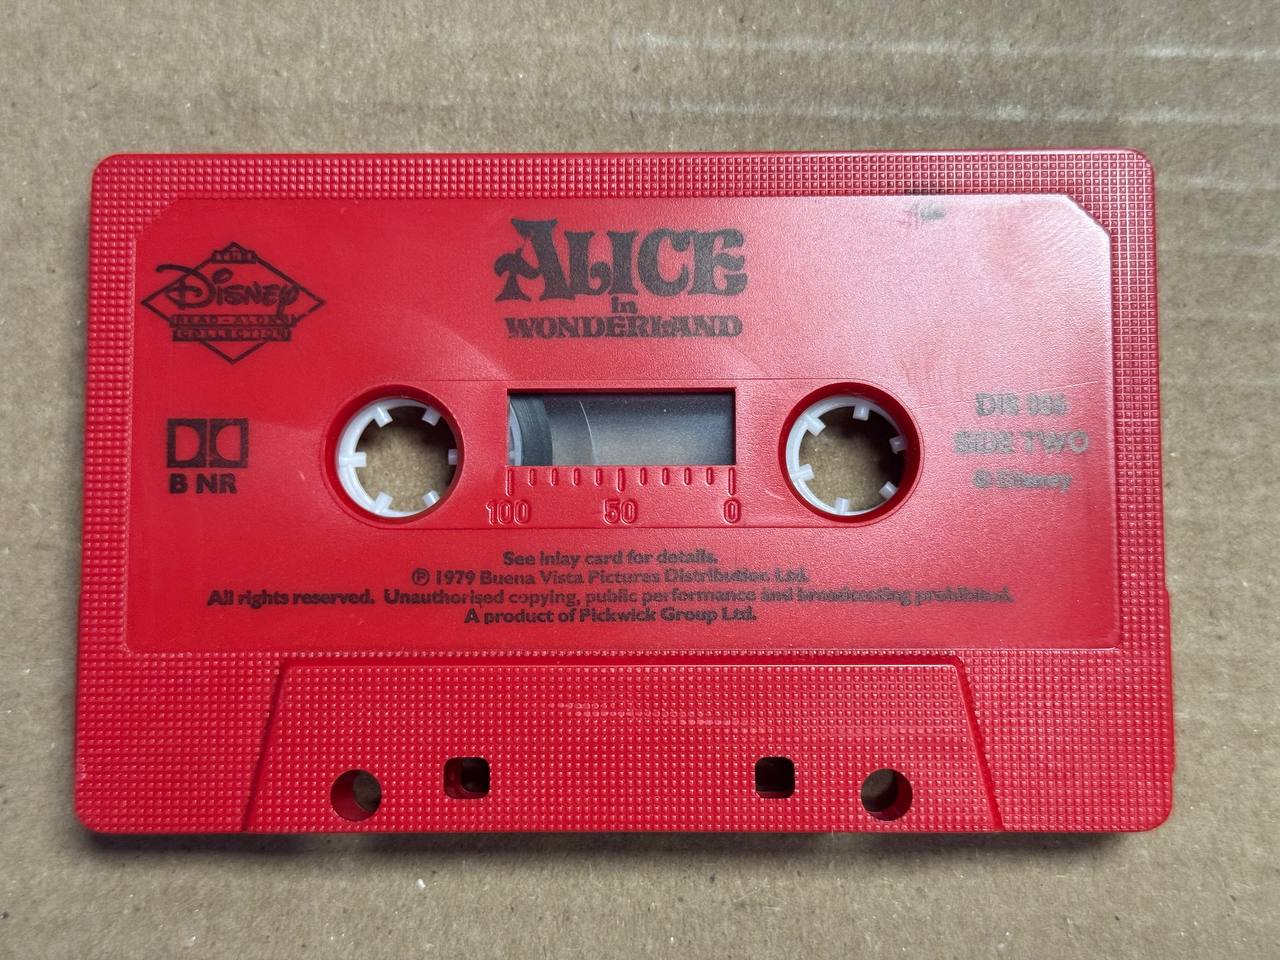 THE
Disney
READ-ALONG
COLLECTION
ALICE
in
WONDERLAND
B NR
DIS
SIDE TWO
© Disney
100 50 0
See inlay card for details.
℗ 1979 Buena Vista Pictures Distribution Ltd.
All rights reserved. Unauthorised copying, public performance and broadcasting prohibited.
A product of Pickwick Group Ltd.